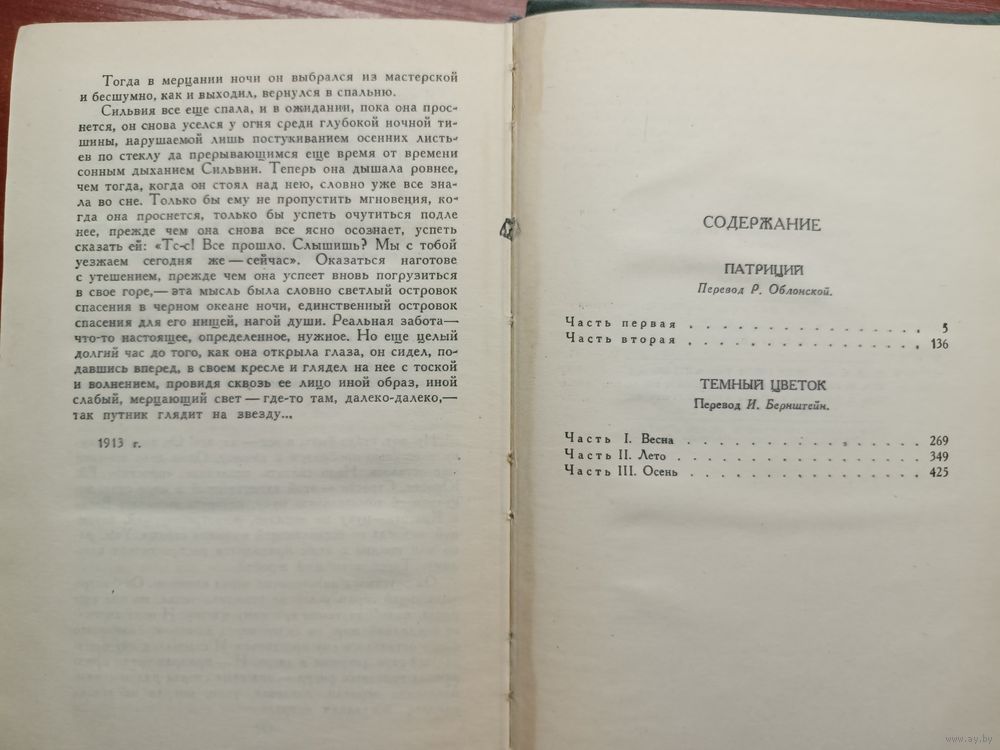 Тогда в мерцании ночи он выбрался из мастерской
и бесшумно, как и выходил, вернулся в спальню.
Сильвия все еще спала, и в ожидании, пока она прос-
нется, он снова уселся у огня среди глубокой ночной ти-
шины, нарушаемой лишь постукиванием осенних листь-
ев по стеклу да прерывающимся еще время от времени
сонным дыханием Сильвии. Теперь она дышала ровнее,
чем тогда, когда он стоял над нею, словно уже все зна-
ла во сне. Только бы ему не пропустить мгновения, ко-
гда она проснется, только бы успеть очутиться подле
нее, прежде чем она снова все ясно осознает, успеть
сказать ей: «Тс-с! Все прошло. Слышишь? Мы с тобой
уезжаем сегодня же — сейчас». Оказаться наготове
с утешением, прежде чем она успеет вновь погрузиться
в свое горе,— эта мысль была словно светлый островок
спасения в черном океане ночи, единственный островок
спасения для его нищей, нагой души. Реальная забота —
что-то настоящее, определенное, нужное. Но еще целый
долгий час до того, как она открыла глаза, он сидел, по-
давшись вперед, в своем кресле и глядел на нее с тоской
и волнением, провидя сквозь ее лицо иной образ, иной
слабый, мерцающий свет — где-то там, далеко-далеко,—
так путник глядит на звезду...
1913 г.
СОДЕРЖАНИЕ
ПАТРИЦИЙ
Перевод Р. Облонской.
Часть первая . . . . . . . . . . . . . . 5
Часть вторая . . . . . . . . . . . . . . 136
ТЕМНЫЙ ЦВЕТОК
Перевод И. Бернштейн.
Часть I. Весна . . . . . . . . . . . . . . 269
Часть II. Лето . . . . . . . . . . . . . . 349
Часть III. Осень . . . . . . . . . . . . . . 425
www.ay.by